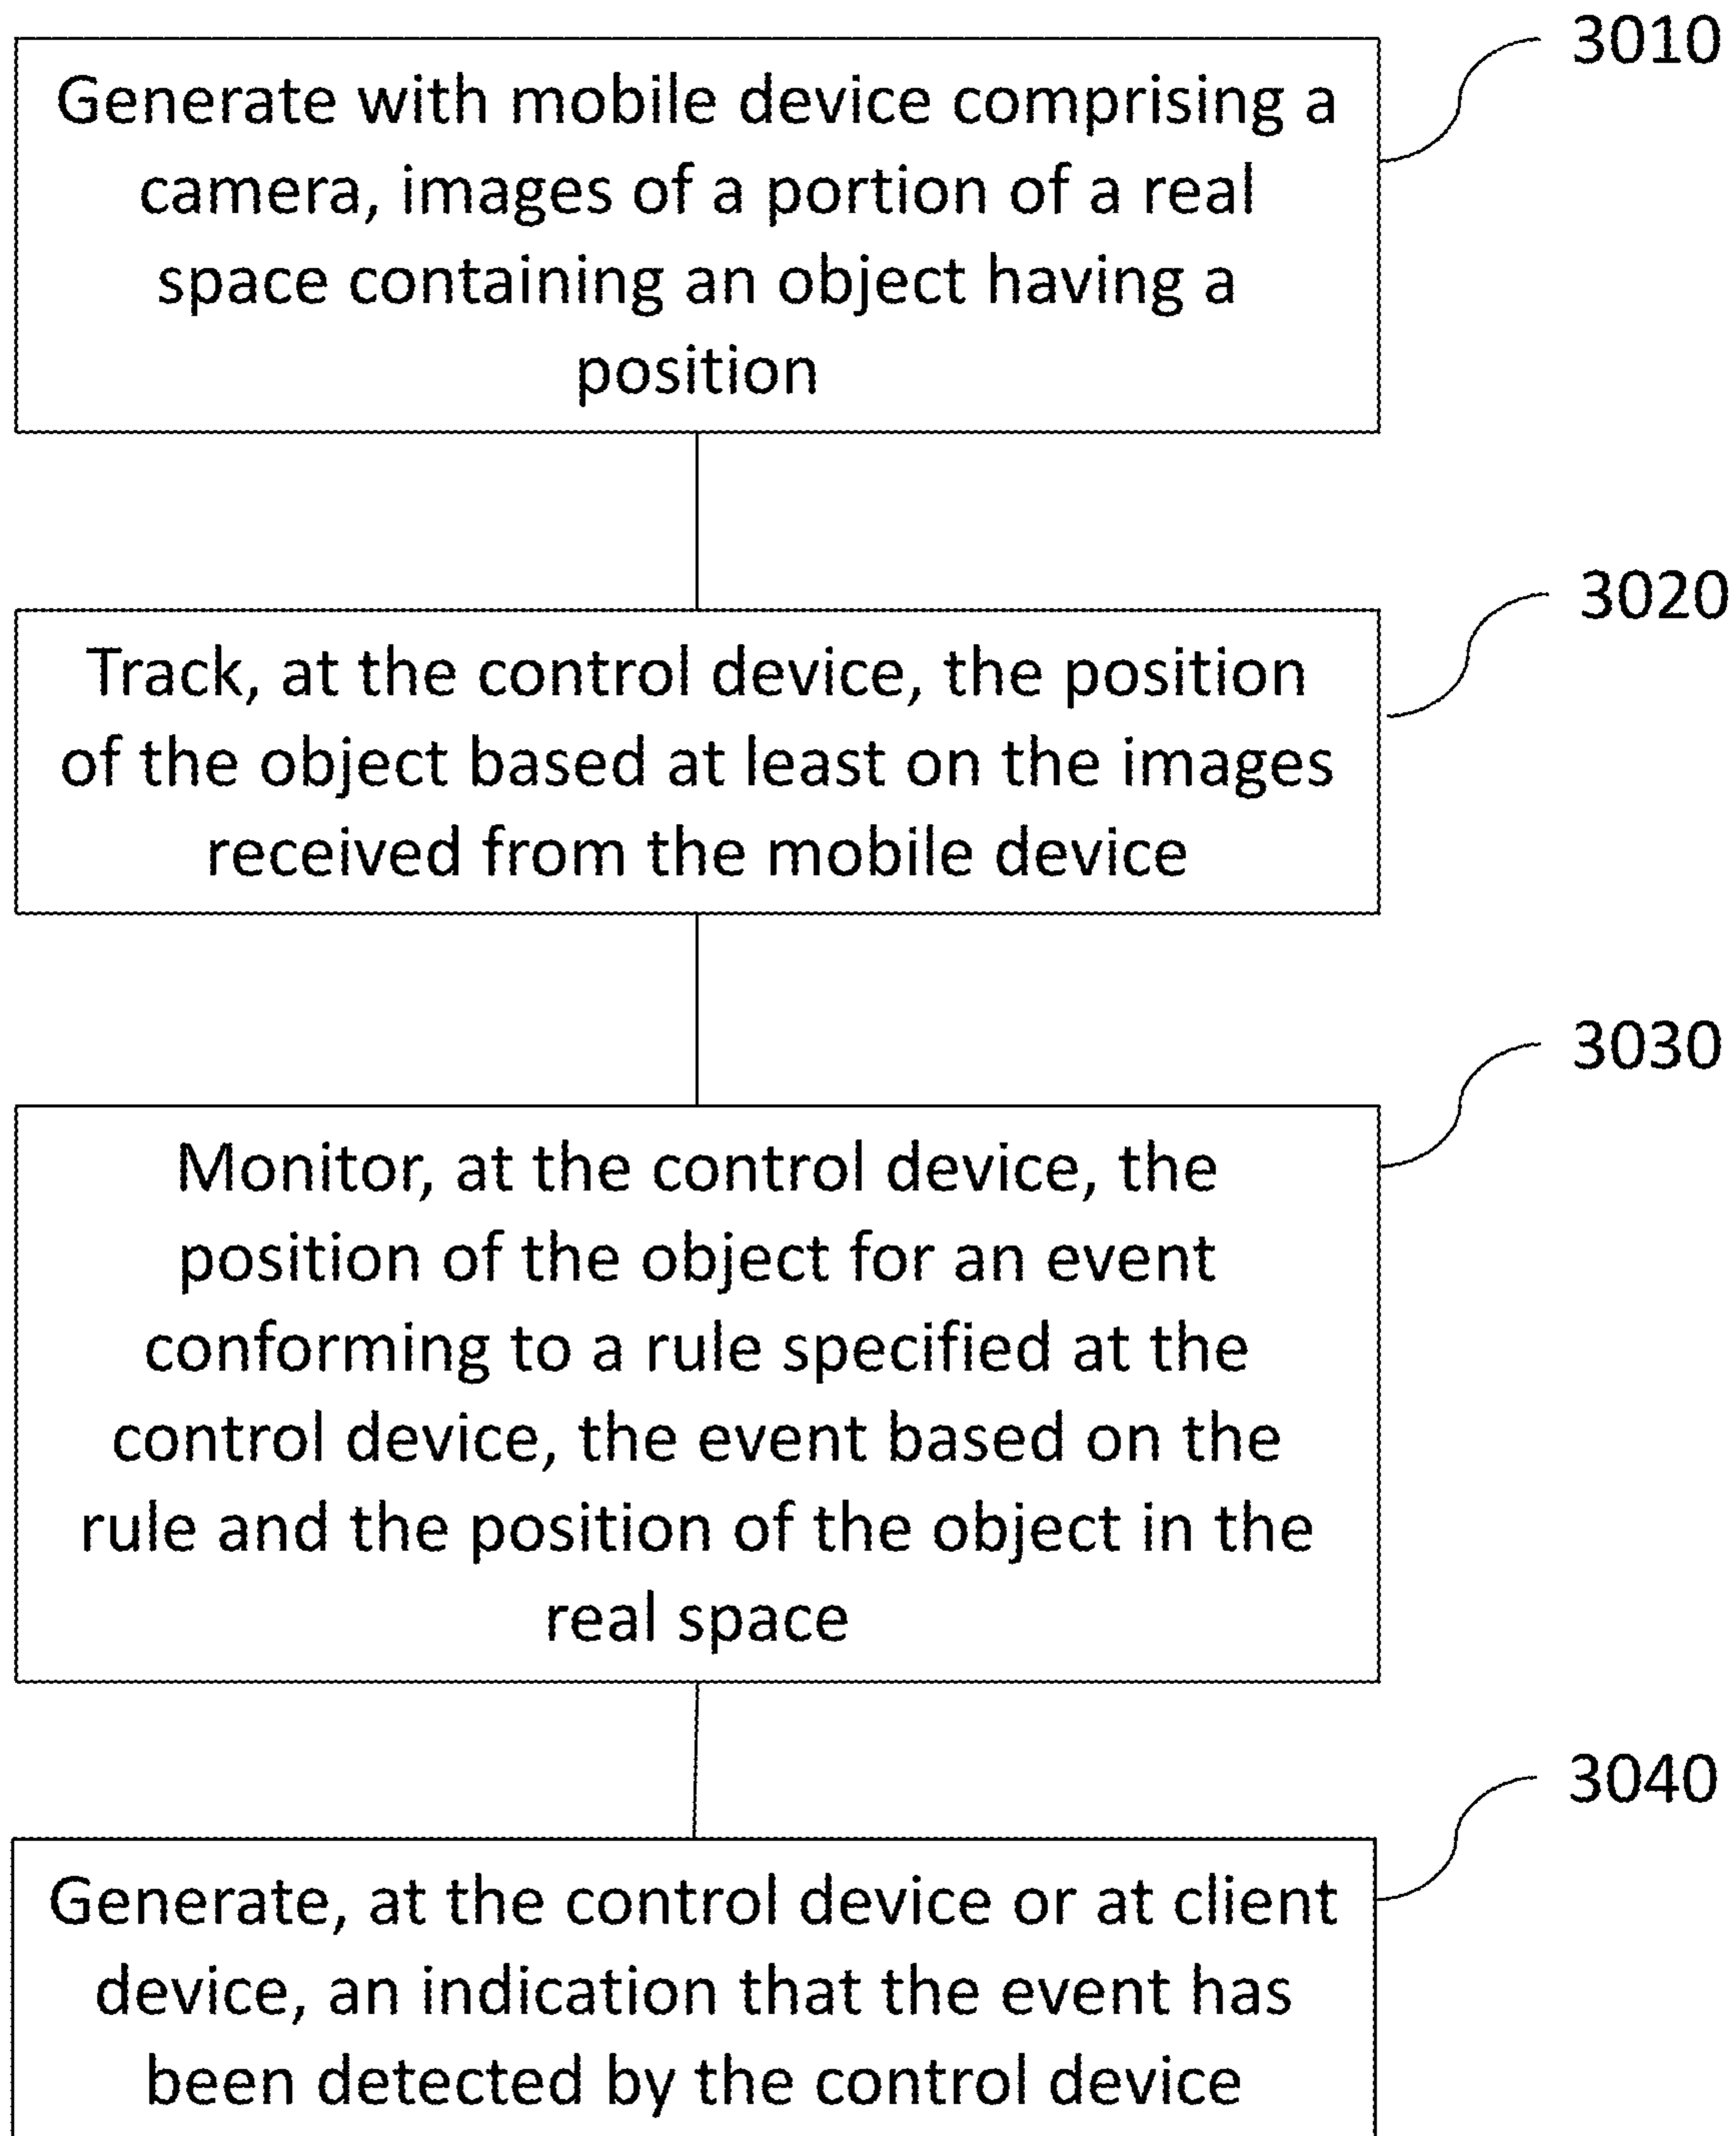 3010
Generate with mobile device comprising a
camera, images of a portion of a real
space containing an object having a
position
3020
Track, at the control device, the position
of the object based at least on the images
received from the mobile device
3030
Monitor, at the control device, the
position of the object for an event
conforming to a rule specified at the
control device, the event based on the
rule and the position of the object in the
real space
3040
Generate, at the control device or at client
device, an indication that the event has
been detected by the control device